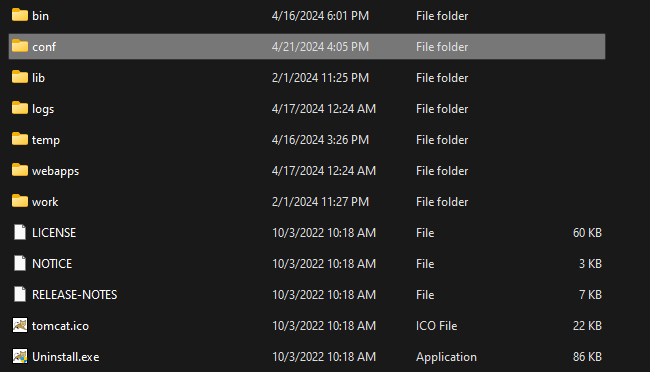 bin 4/16/2024 6:01 PM File folder
conf 4/21/2024 4:05 PM File folder
lib 2/1/2024 11:25 PM File folder
logs 4/17/2024 12:24 AM File folder
temp 4/16/2024 3:26 PM File folder
webapps 4/17/2024 12:24 AM File folder
work 2/1/2024 11:27 PM File folder
LICENSE 10/3/2022 10:18 AM File 60 KB
NOTICE 10/3/2022 10:18 AM File 3 KB
RELEASE-NOTES 10/3/2022 10:18 AM File 7 KB
tomcat.ico 10/3/2022 10:18 AM ICO File 22 KB
Uninstall.exe 10/3/2022 10:18 AM Application 86 KB